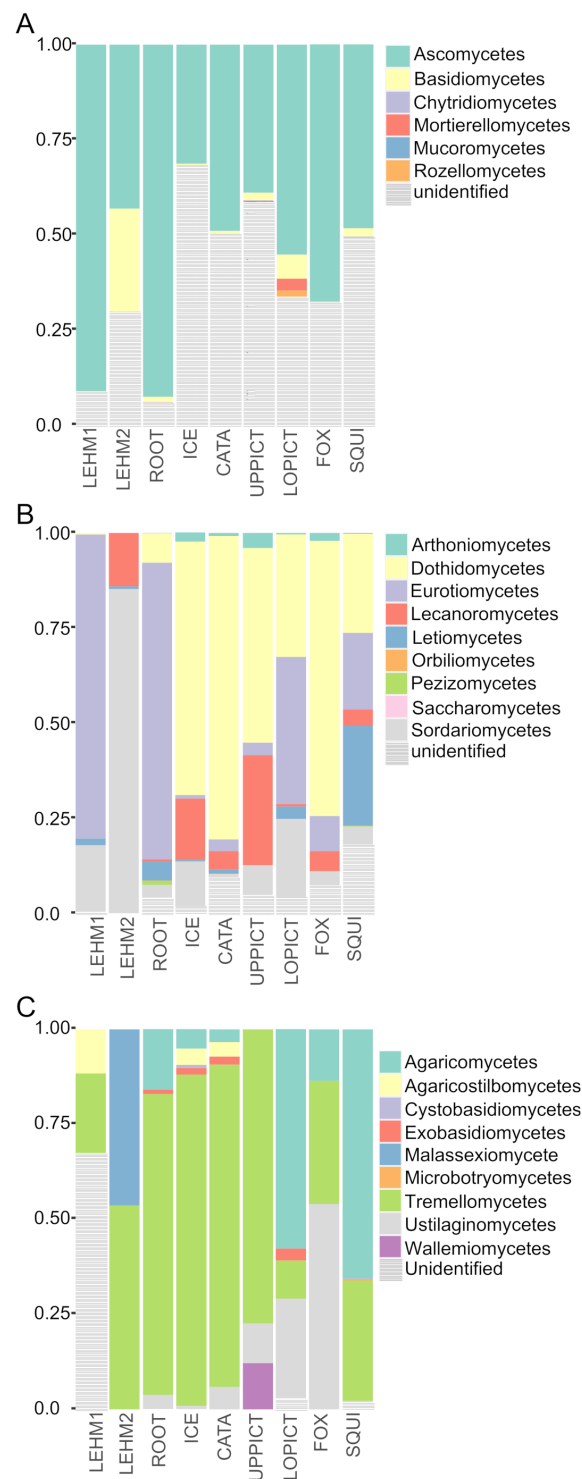 A
1.00
0.75
0.50
0.25
0.0
Ascomycetes
Basidiomycetes
Chytridiomycetes
Mortierellomycetes
Mucoromycetes
Rozellomycetes
unidentified
LEHM1
LEHM2
ROOT
ICE
CATA
UPPICT
LOPICT
FOX
SQUI
B
1.00
0.75
0.50
0.25
0.0
Arthoniomycetes
Dothidomycetes
Eurotiomycetes
Lecanoromycetes
Letiomycetes
Orbiliomycetes
Pezizomycetes
Saccharomycetes
Sordariomycetes
unidentified
LEHM1
LEHM2
ROOT
ICE
CATA
UPPICT
LOPICT
FOX
SQUI
C
1.00
0.75
0.50
0.25
0.0
Agaricomycetes
Agaricostilbomycetes
Cystobasidiomycetes
Exobasidiomycetes
Malassexiomycete
Microbotryomycetes
Tremellomycetes
Ustilaginomycetes
Wallemiomycetes
Unidentified
LEHM1
LEHM2
ROOT
ICE
CATA
UPPICT
LOPICT
FOX
SQUI